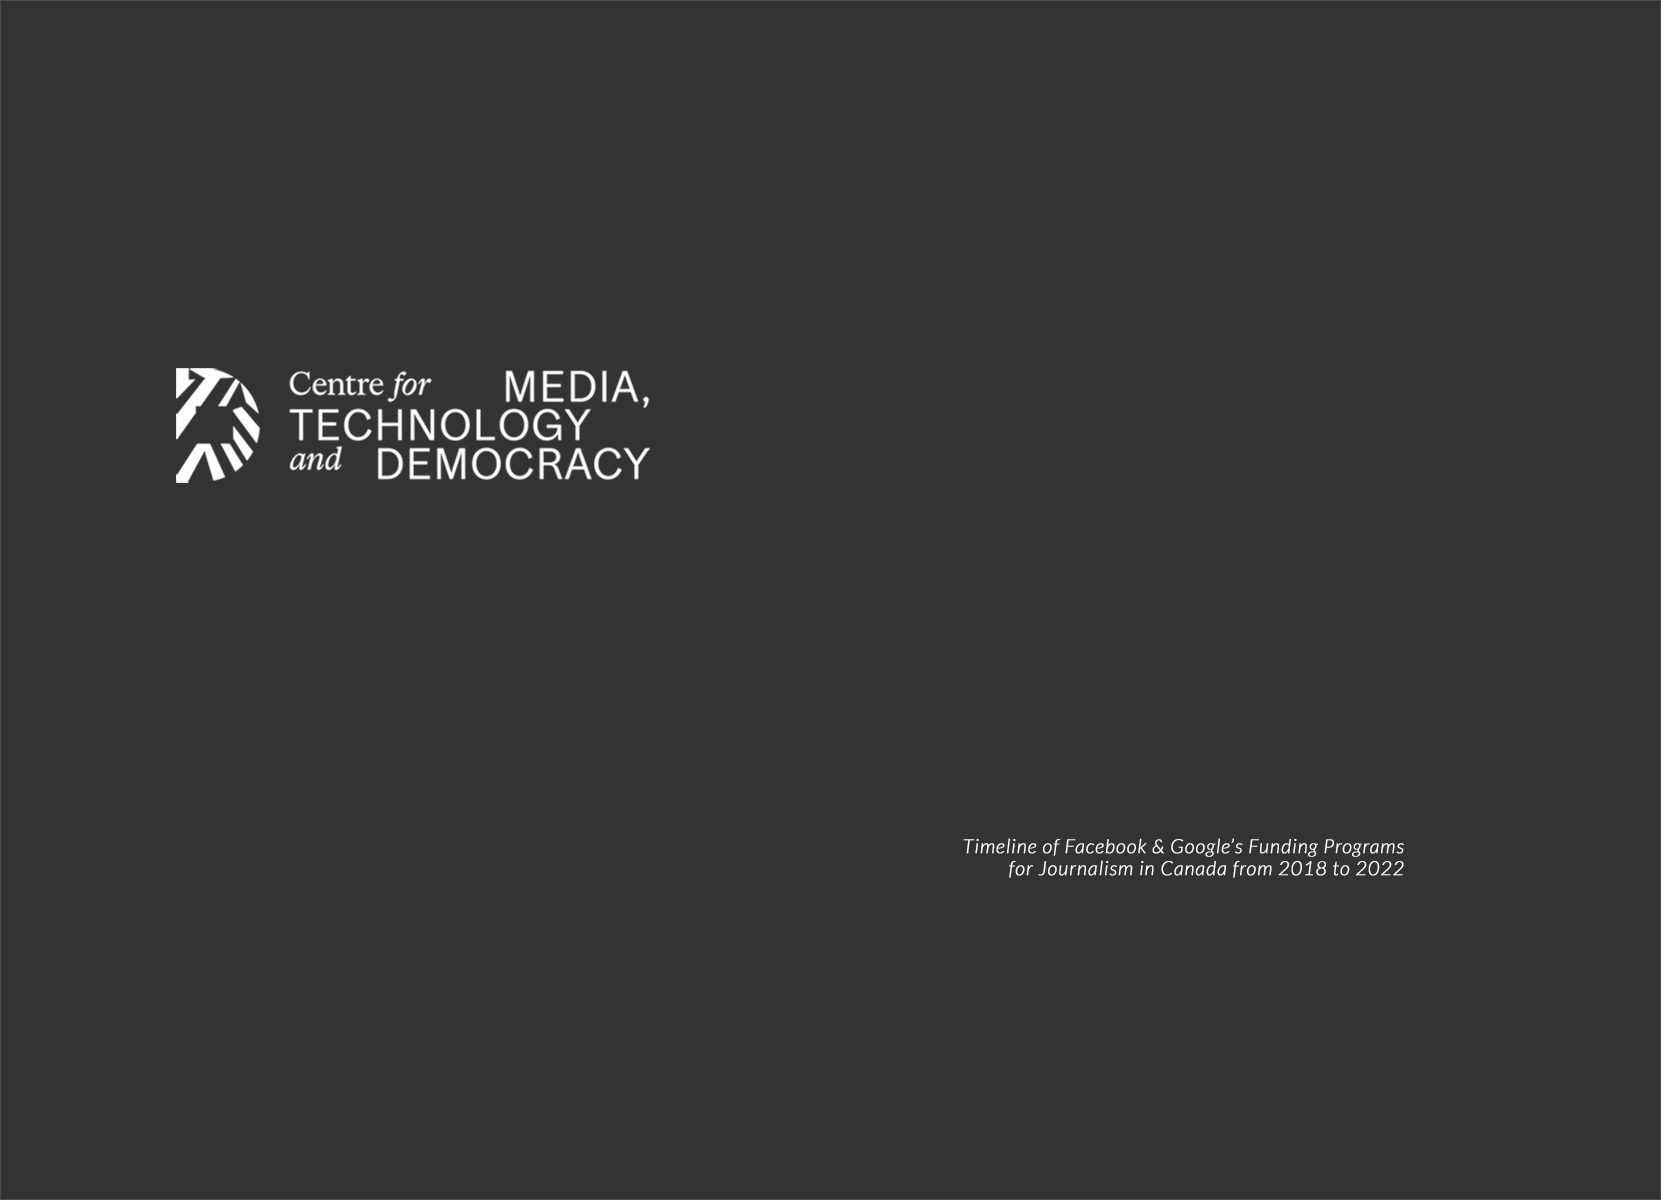 Centre for MEDIA,
TECHNOLOGY
and DEMOCRACY
Timeline of Facebook & Google’s Funding Programs
for Journalism in Canada from 2018 to 2022